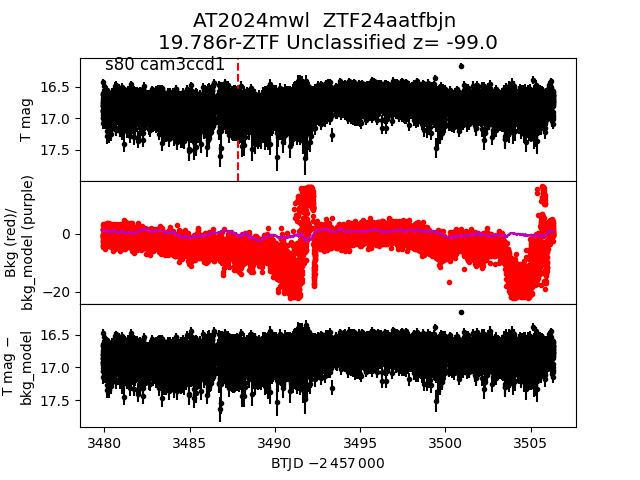 AT2024mwl  ZTF24aatfbjn
19.786r-ZTF Unclassified z= -99.0
s80 cam3ccd1
T mag
16.5
17.0
17.5
Bkg (red)/
bkg_model (purple)
0
−20
T mag −
bkg_model
16.5
17.0
17.5
3480 3485 3490 3495 3500 3505
BTJD −2 457 000